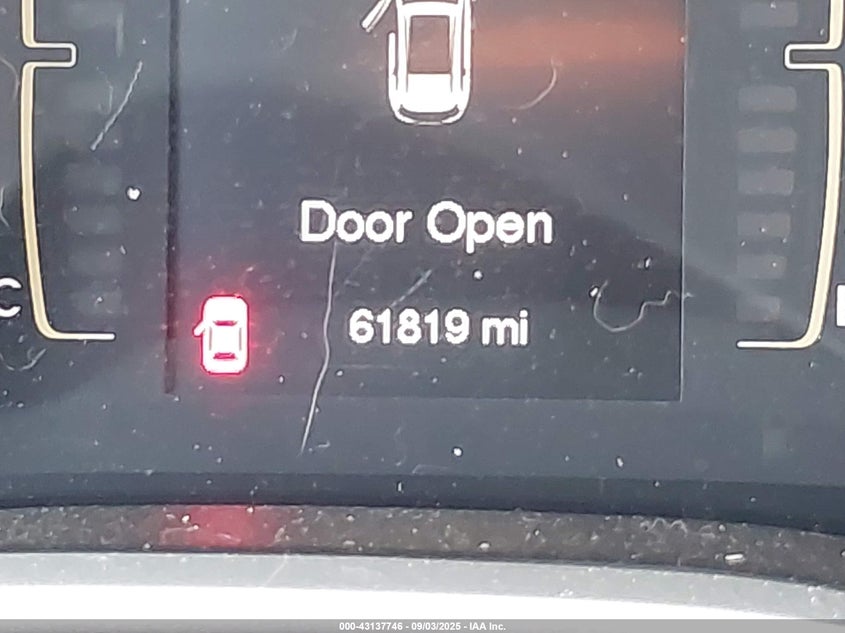 Door Open
C
61819 mi
000-43137746 - 09/03/2025 - IAA Inc.